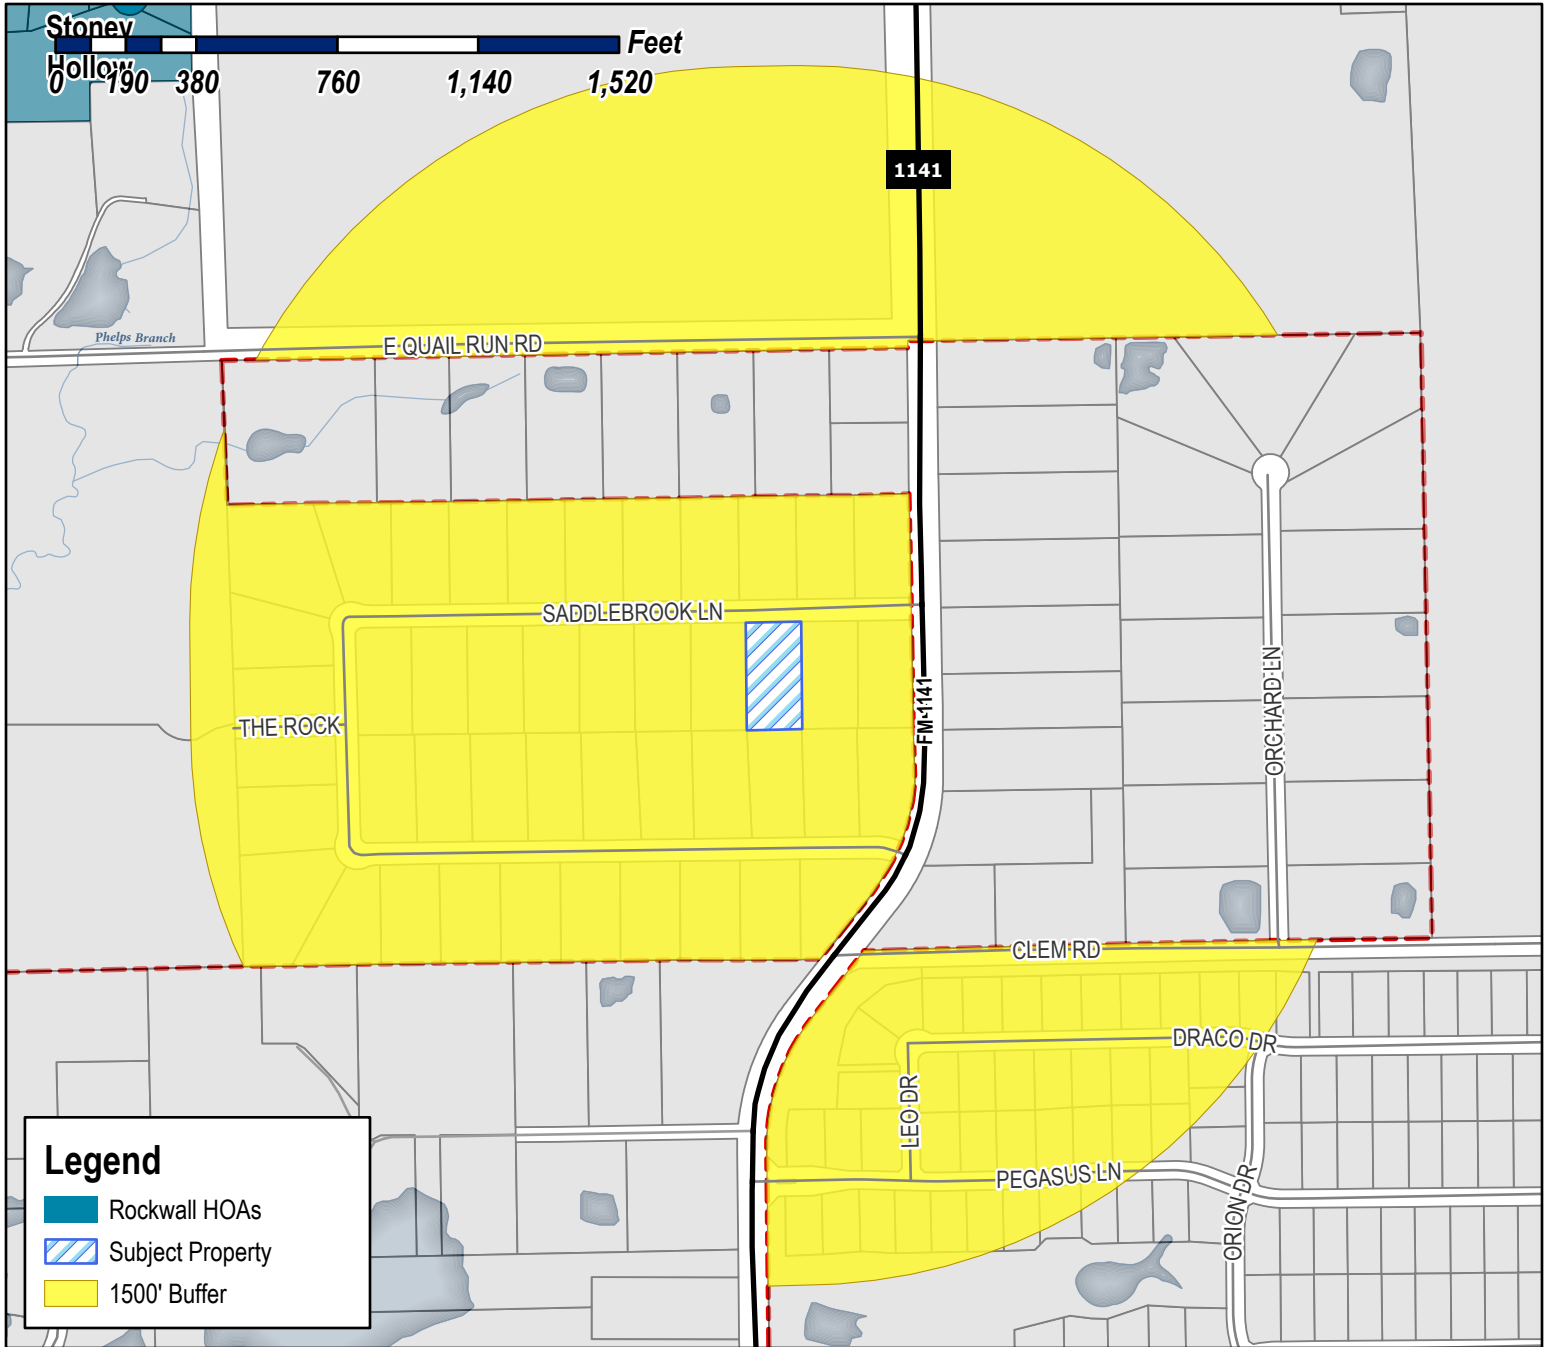 Stoney
Hollow
Feet
0 190 380 760 1,140 1,520
1141
Phelps Branch
E QUAIL RUN RD
SADDLEBROOK LN
THE ROCK
FM-1141
ORCHARD LN
CLEM RD
DRACO DR
LEO DR
PEGASUS LN
ORION DR
Legend
Rockwall HOAs
Subject Property
1500' Buffer